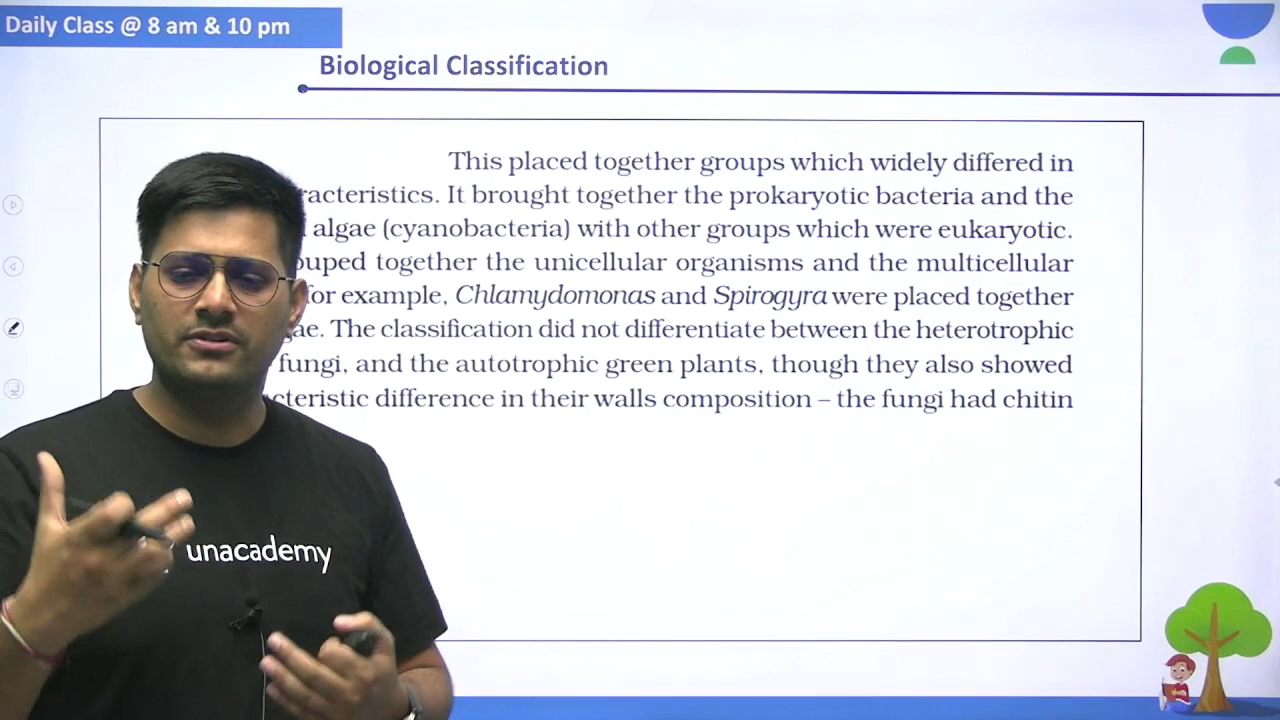 Daily Class @ 8 am & 10 pm
Biological Classification
This placed together groups which widely differed in
racteristics. It brought together the prokaryotic bacteria and the
algae (cyanobacteria) with other groups which were eukaryotic.
ouped together the unicellular organisms and the multicellular
for example, Chlamydomonas and Spirogyra were placed together
gae. The classification did not differentiate between the heterotrophic
fungi, and the autotrophic green plants, though they also showed
cteristic difference in their walls composition – the fungi had chitin
unacademy